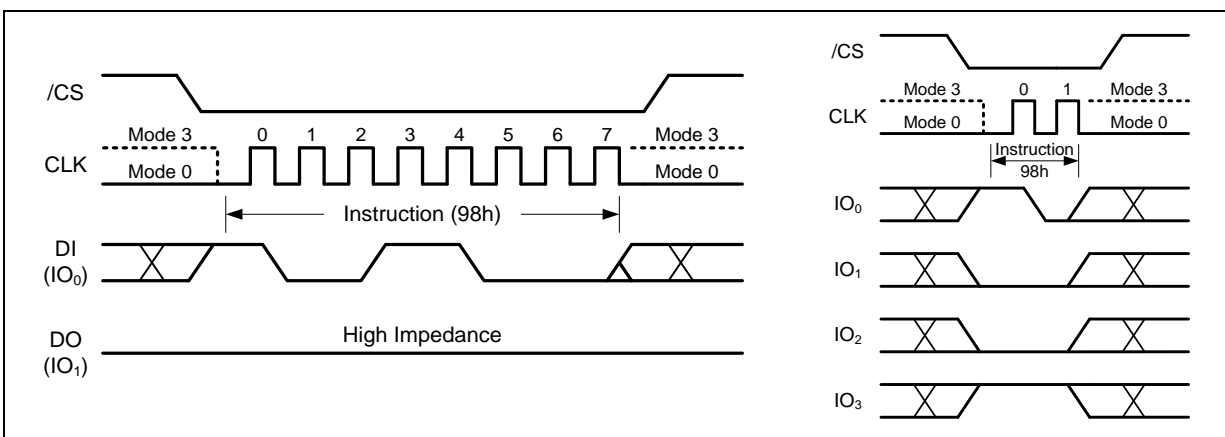 /CS
Mode 3 0 1 2 3 4 5 6 7 Mode 3
CLK
Mode 0 Mode 0
Instruction (98h)
DI
(IO₀)
High Impedance
DO
(IO₁)
/CS
Mode 3 0 1 Mode 3
CLK
Mode 0 Mode 0
Instruction
98h
IO₀
IO₁
IO₂
IO₃